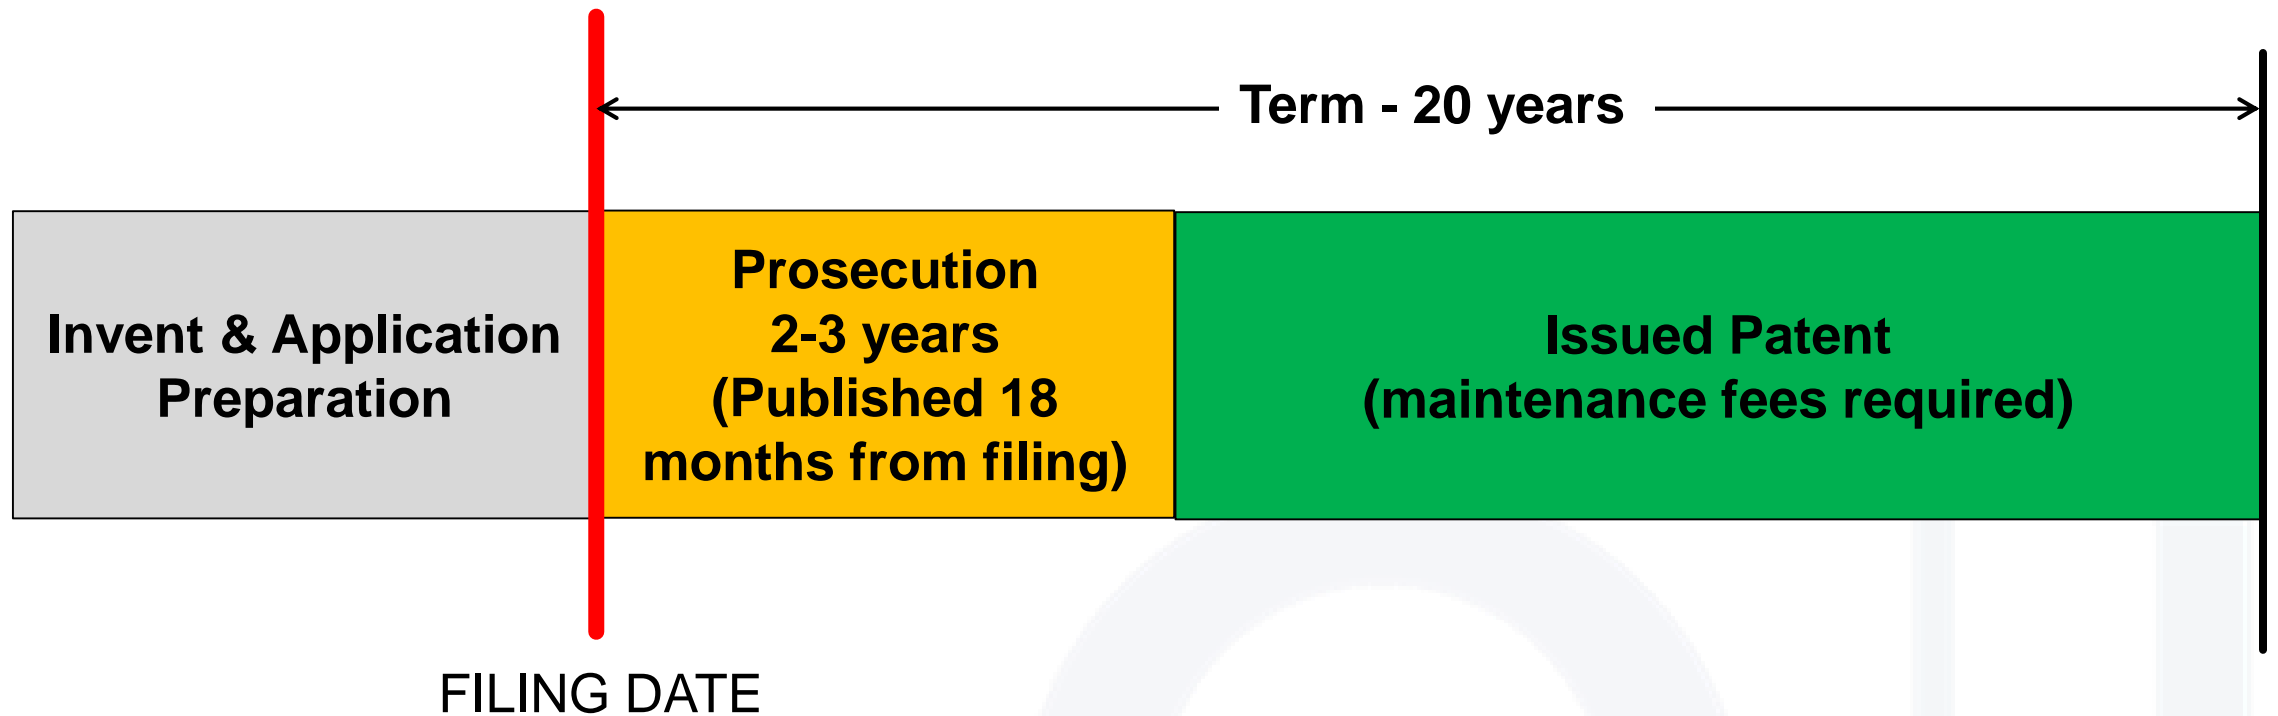 Term - 20 years
Invent & Application
Preparation
Prosecution
2-3 years
(Published 18
months from filing)
Issued Patent
(maintenance fees required)
FILING DATE